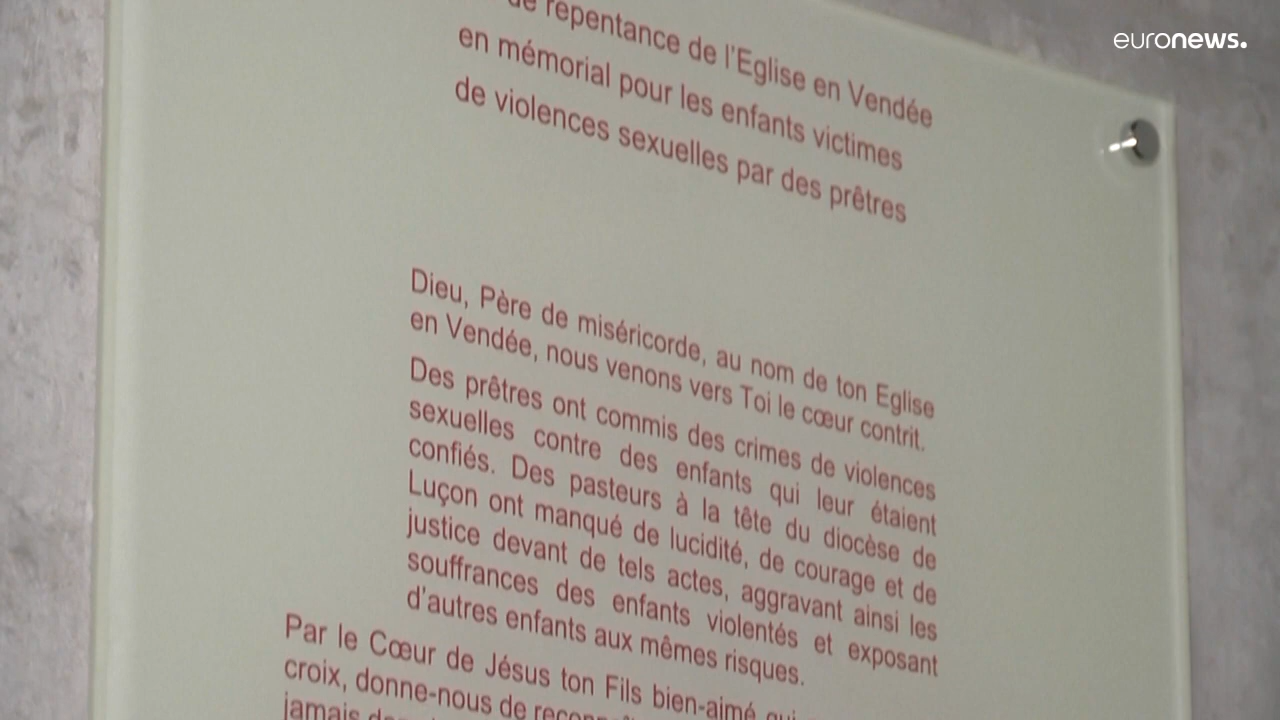 euronews.
de repentance de l'Eglise en Vendée
en mémorial pour les enfants victimes
de violences sexuelles par des prêtres
Dieu, Père de miséricorde, au nom de ton Eglise
en Vendée, nous venons vers Toi le cœur contrit.
Des prêtres ont commis des crimes de violences
sexuelles contre des enfants qui leur étaient
confiés. Des pasteurs à la tête du diocèse de
Luçon ont manqué de lucidité, de courage et de
justice devant de tels actes, aggravant ainsi les
souffrances des enfants violentés et exposant
d'autres enfants aux mêmes risques.
Par le Cœur de Jésus ton Fils bien-aimé
croix, donne-nous de
jamais